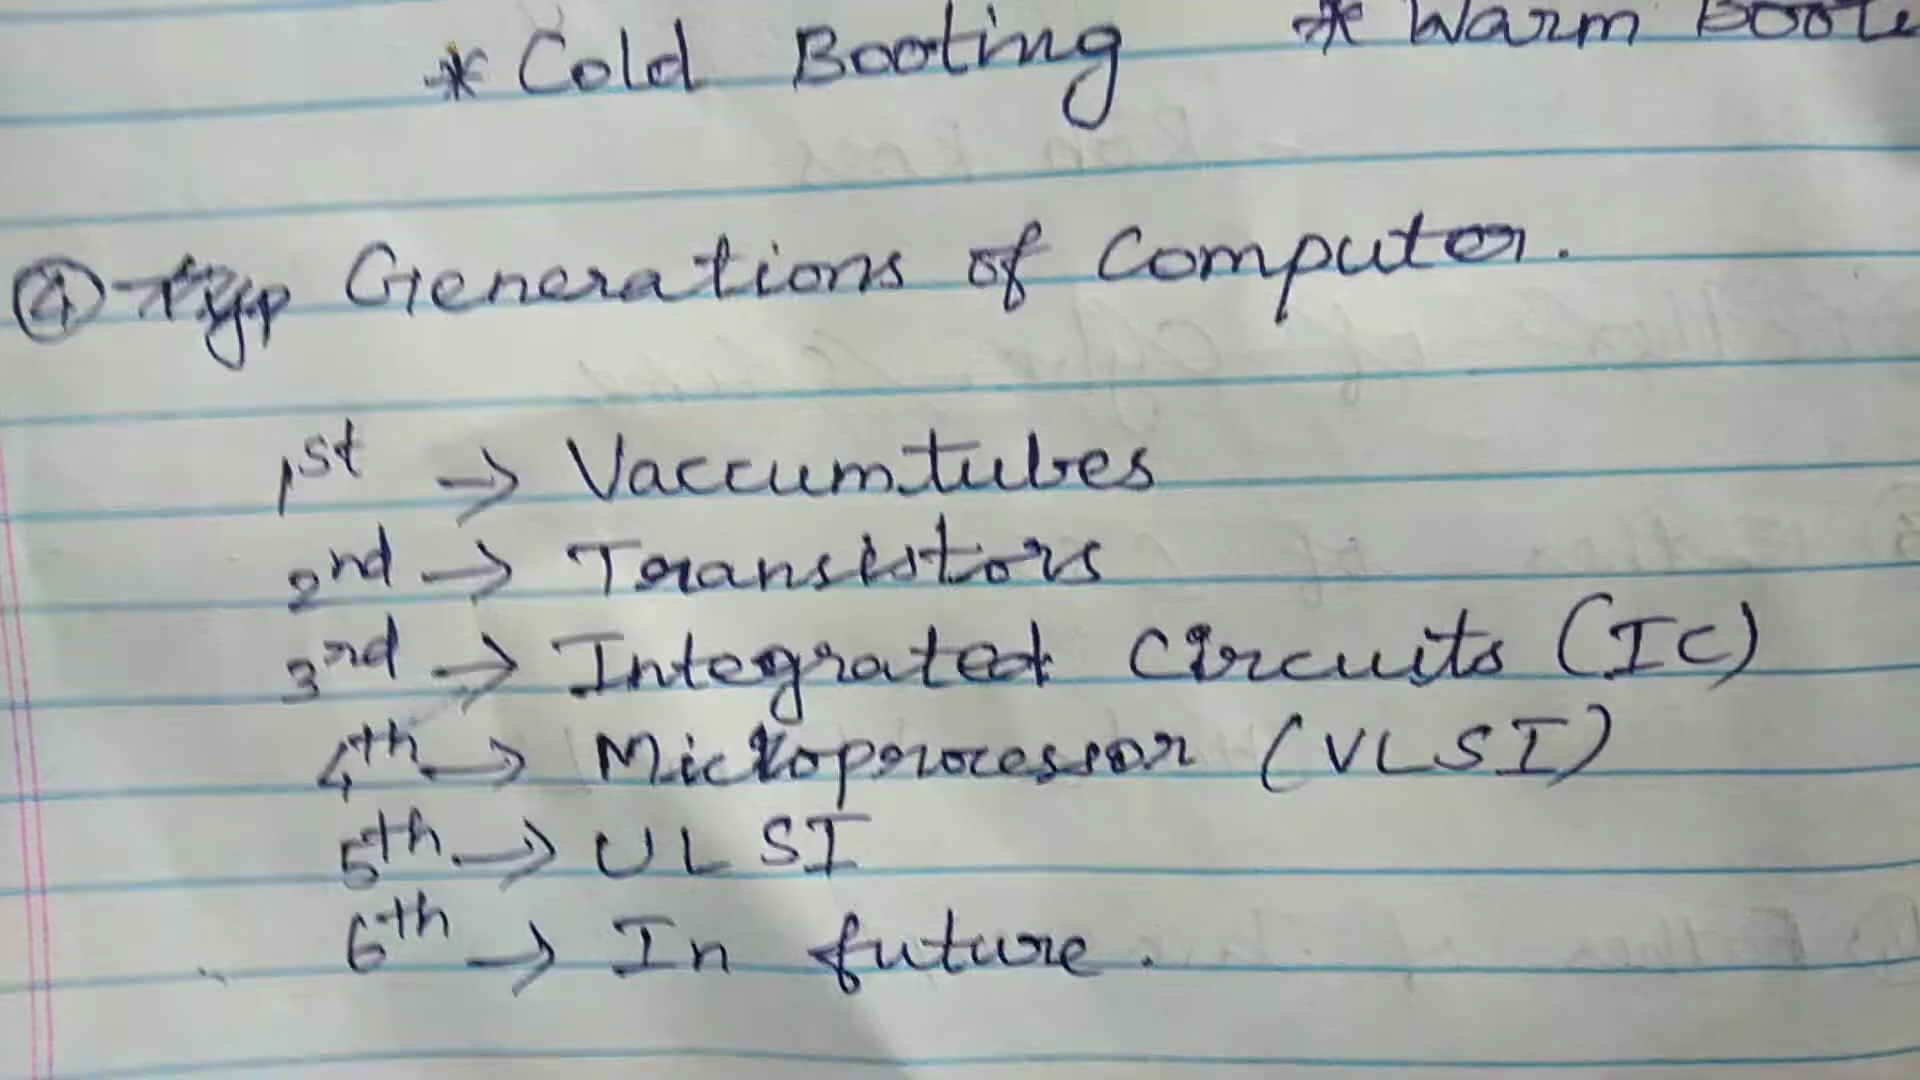 * Cold Booting * Warm Boot
④ Generations of Computer.
1st → Vaccumtubes
2nd → Transistors
3rd → Integrated Circuits (IC)
4th → Microprocessor (VLSI)
5th → ULSI
6th → In future.